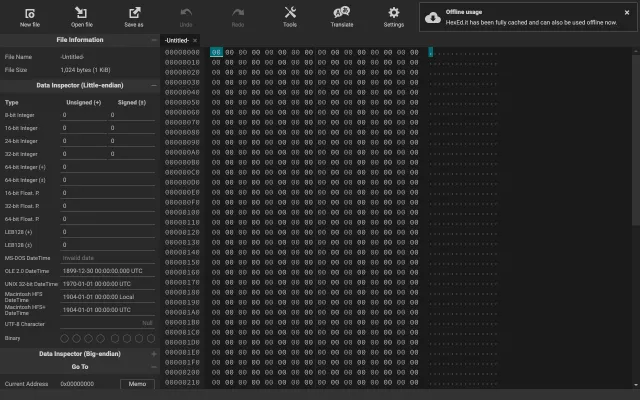 New file Open file Save as Undo Redo Tools Translate Settings
Offline usage
HexEd.it has been fully cached and can also be used offline now.
File Information
File Name -Untitled-
File Size 1,024 bytes (1 KiB)
Data Inspector (Little-endian)
Type Unsigned (+) Signed (±)
8-bit Integer 0 0
16-bit Integer 0 0
24-bit Integer 0 0
32-bit Integer 0 0
64-bit Integer (+) 0
64-bit Integer (±) 0
16-bit Float. P. 0
32-bit Float. P. 0
64-bit Float. P. 0
LEB128 (+) 0
LEB128 (±) 0
MS-DOS DateTime Invalid date
OLE 2.0 DateTime 1899-12-30 00:00:00.000 UTC
UNIX 32-bit DateTime 1970-01-01 00:00:00 UTC
Macintosh HFS DateTime 1904-01-01 00:00:00 Local
Macintosh HFS+ DateTime 1904-01-01 00:00:00 UTC
UTF-8 Character Null
Binary
Data Inspector (Big-endian)
Go To
Current Address 0x00000000 Memo
-Untitled-
00000000 00 00 00 00 00 00 00 00 00 00 00 00 00 00 00 00 ................
00000010 00 00 00 00 00 00 00 00 00 00 00 00 00 00 00 00 ................
00000020 00 00 00 00 00 00 00 00 00 00 00 00 00 00 00 00 ................
00000030 00 00 00 00 00 00 00 00 00 00 00 00 00 00 00 00 ................
00000040 00 00 00 00 00 00 00 00 00 00 00 00 00 00 00 00 ................
00000050 00 00 00 00 00 00 00 00 00 00 00 00 00 00 00 00 ................
00000060 00 00 00 00 00 00 00 00 00 00 00 00 00 00 00 00 ................
00000070 00 00 00 00 00 00 00 00 00 00 00 00 00 00 00 00 ................
00000080 00 00 00 00 00 00 00 00 00 00 00 00 00 00 00 00 ................
00000090 00 00 00 00 00 00 00 00 00 00 00 00 00 00 00 00 ................
000000A0 00 00 00 00 00 00 00 00 00 00 00 00 00 00 00 00 ................
000000B0 00 00 00 00 00 00 00 00 00 00 00 00 00 00 00 00 ................
000000C0 00 00 00 00 00 00 00 00 00 00 00 00 00 00 00 00 ................
000000D0 00 00 00 00 00 00 00 00 00 00 00 00 00 00 00 00 ................
000000E0 00 00 00 00 00 00 00 00 00 00 00 00 00 00 00 00 ................
000000F0 00 00 00 00 00 00 00 00 00 00 00 00 00 00 00 00 ................
00000100 00 00 00 00 00 00 00 00 00 00 00 00 00 00 00 00 ................
00000110 00 00 00 00 00 00 00 00 00 00 00 00 00 00 00 00 ................
00000120 00 00 00 00 00 00 00 00 00 00 00 00 00 00 00 00 ................
00000130 00 00 00 00 00 00 00 00 00 00 00 00 00 00 00 00 ................
00000140 00 00 00 00 00 00 00 00 00 00 00 00 00 00 00 00 ................
00000150 00 00 00 00 00 00 00 00 00 00 00 00 00 00 00 00 ................
00000160 00 00 00 00 00 00 00 00 00 00 00 00 00 00 00 00 ................
00000170 00 00 00 00 00 00 00 00 00 00 00 00 00 00 00 00 ................
00000180 00 00 00 00 00 00 00 00 00 00 00 00 00 00 00 00 ................
00000190 00 00 00 00 00 00 00 00 00 00 00 00 00 00 00 00 ................
000001A0 00 00 00 00 00 00 00 00 00 00 00 00 00 00 00 00 ................
000001B0 00 00 00 00 00 00 00 00 00 00 00 00 00 00 00 00 ................
000001C0 00 00 00 00 00 00 00 00 00 00 00 00 00 00 00 00 ................
000001D0 00 00 00 00 00 00 00 00 00 00 00 00 00 00 00 00 ................
000001E0 00 00 00 00 00 00 00 00 00 00 00 00 00 00 00 00 ................
000001F0 00 00 00 00 00 00 00 00 00 00 00 00 00 00 00 00 ................
00000200 00 00 00 00 00 00 00 00 00 00 00 00 00 00 00 00 ................
00000210 00 00 00 00 00 00 00 00 00 00 00 00 00 00 00 00 ................